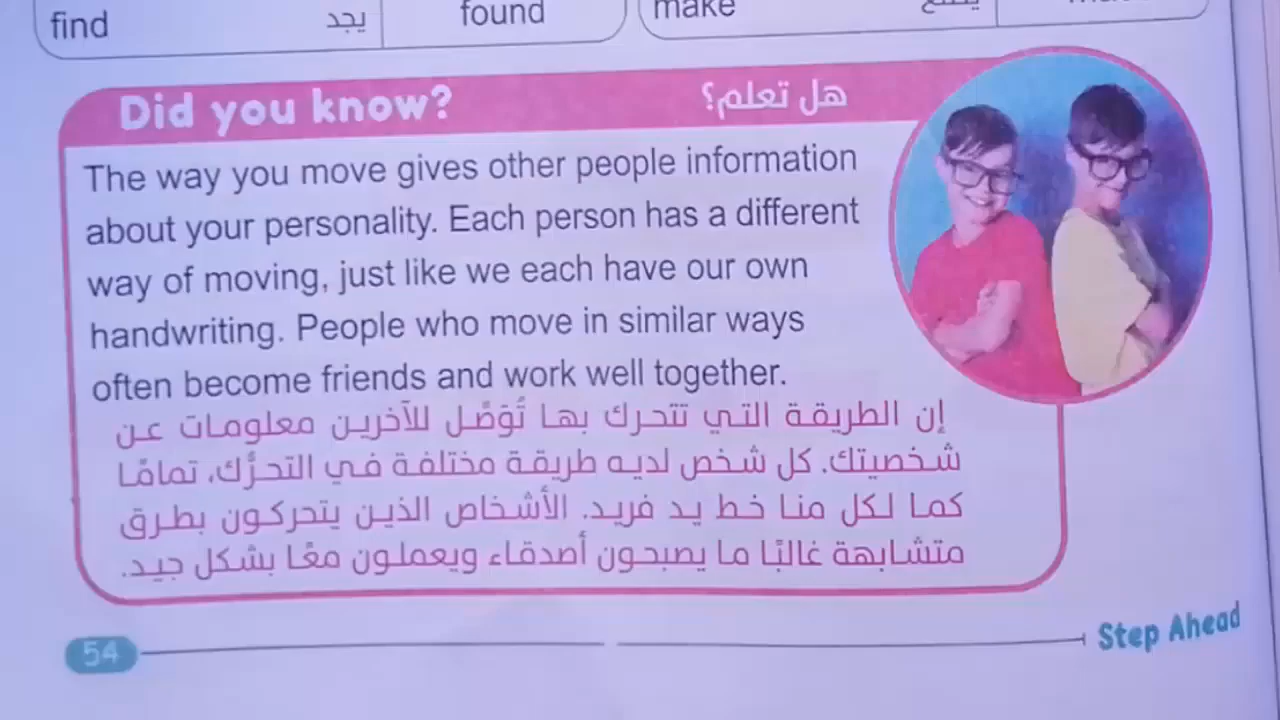 find يجد found make
Did you know? هل تعلم؟
The way you move gives other people information
about your personality. Each person has a different
way of moving, just like we each have our own
handwriting. People who move in similar ways
often become friends and work well together.
إن الطريقة التي تتحرك بها تُوَصِّل للآخرين معلومات عن
شخصيتك. كل شخص لديه طريقة مختلفة في التحرُّك، تمامًا
كما لكل منا خط يد فريد. الأشخاص الذين يتحركون بطرق
متشابهة غالبًا ما يصبحون أصدقاء ويعملون معًا بشكل جيد.
54 Step Ahead